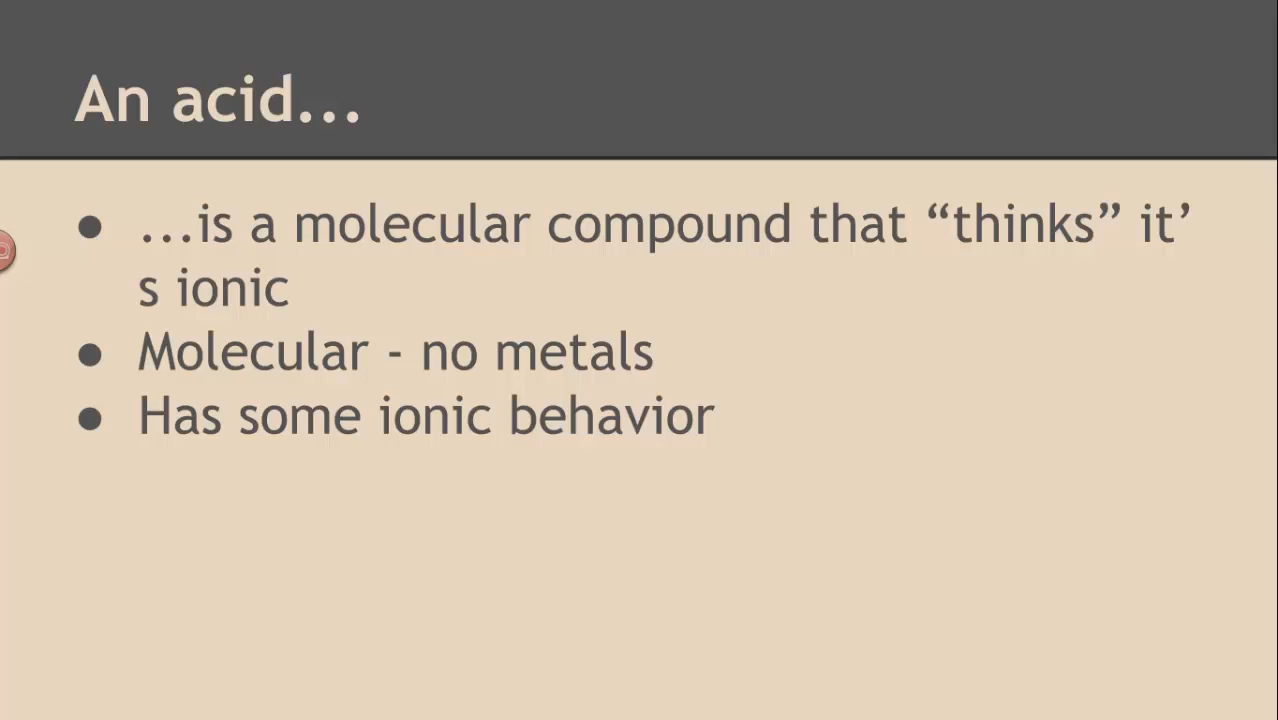 An acid...
● ...is a molecular compound that “thinks” it’
s ionic
● Molecular - no metals
● Has some ionic behavior